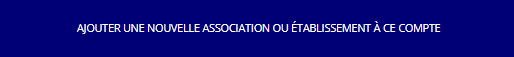 AJOUTER UNE NOUVELLE ASSOCIATION OU ÉTABLISSEMENT À CE COMPTE